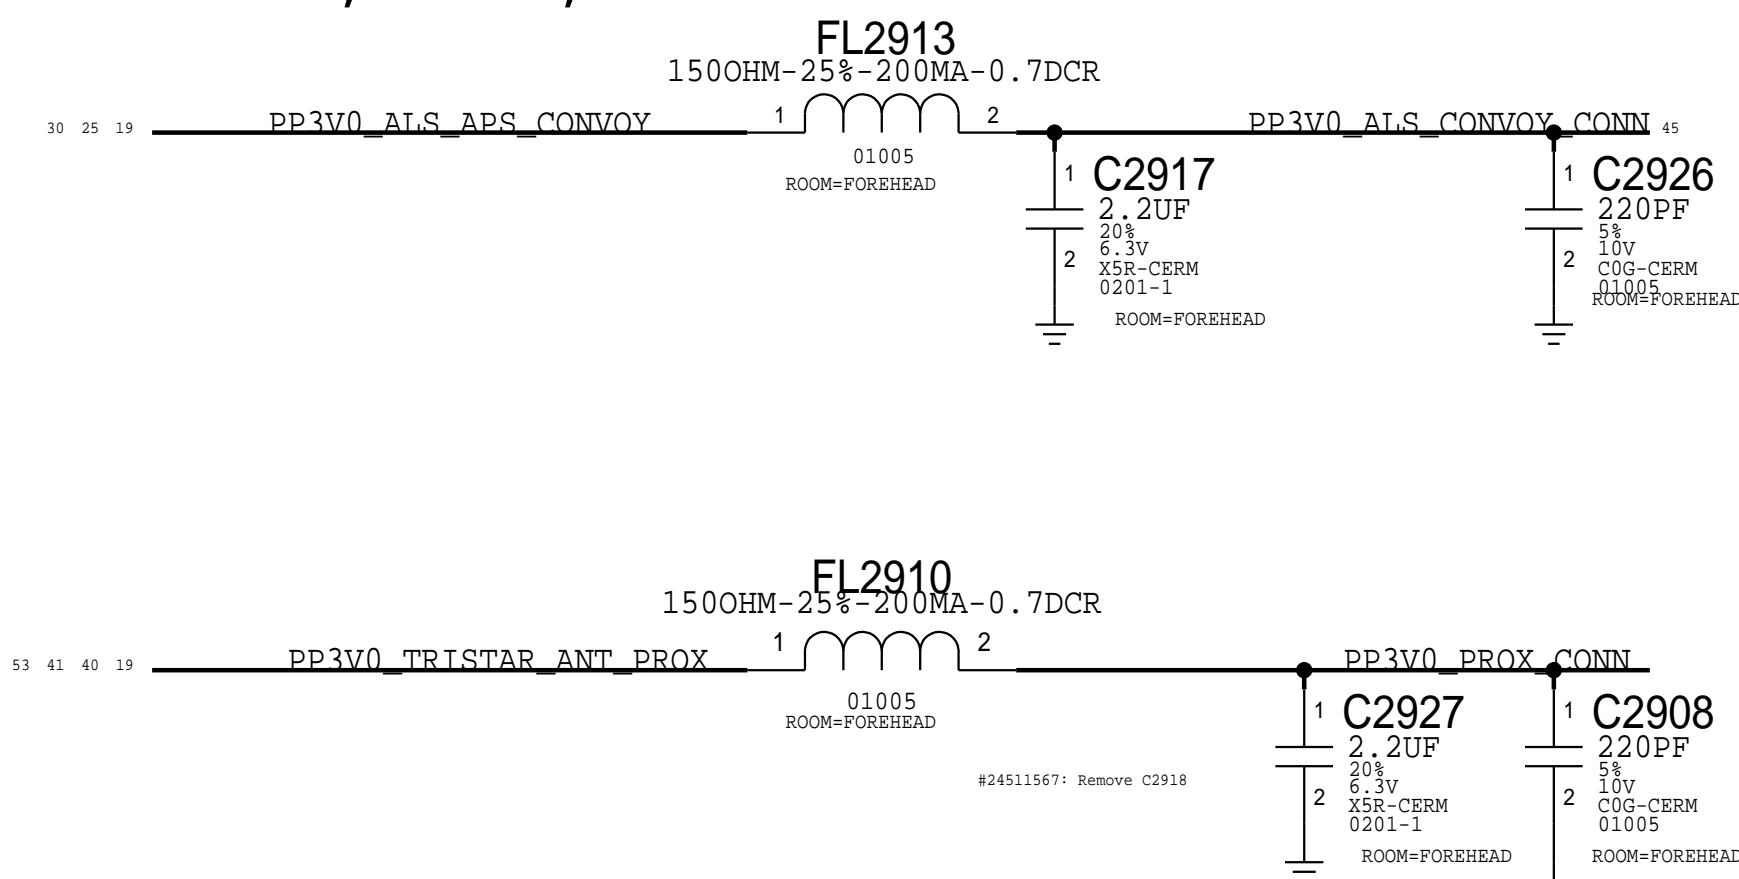 FL2913
150OHM-25%-200MA-0.7DCR
30 25 19
PP3V0_ALS_APS_CONVOY
1
2
PP3V0_ALS_CONVOY_CONN
45
01005
ROOM=FOREHEAD
1
C2917
2.2UF
20%
6.3V
X5R-CERM
0201-1
2
ROOM=FOREHEAD
1
C2926
220PF
5%
10V
C0G-CERM
01005
2
ROOM=FOREHEAD
FL2910
150OHM-25%-200MA-0.7DCR
53 41 40 19
PP3V0_TRISTAR_ANT_PROX
1
2
PP3V0_PROX_CONN
01005
ROOM=FOREHEAD
#24511567: Remove C2918
1
C2927
2.2UF
20%
6.3V
X5R-CERM
0201-1
2
ROOM=FOREHEAD
1
C2908
220PF
5%
10V
C0G-CERM
01005
2
ROOM=FOREHEAD